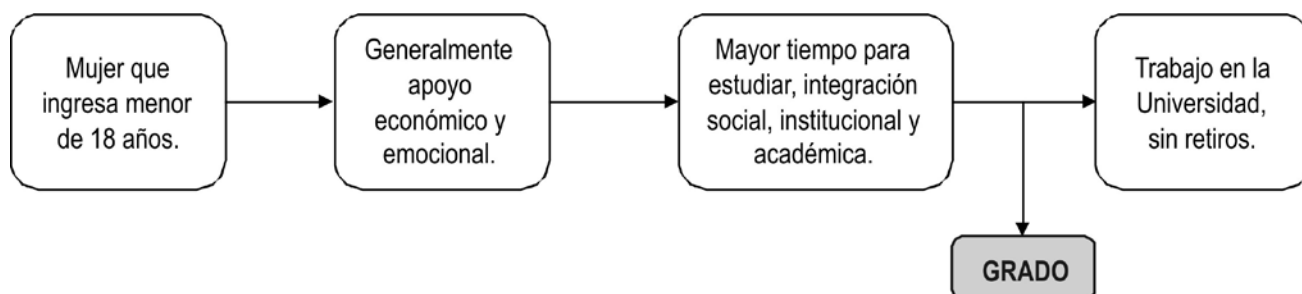 Mujer que
ingresa menor
de 18 años.
Generalmente
apoyo
económico y
emocional.
Mayor tiempo para
estudiar, integración
social, institucional y
académica.
Trabajo en la
Universidad,
sin retiros.
GRADO